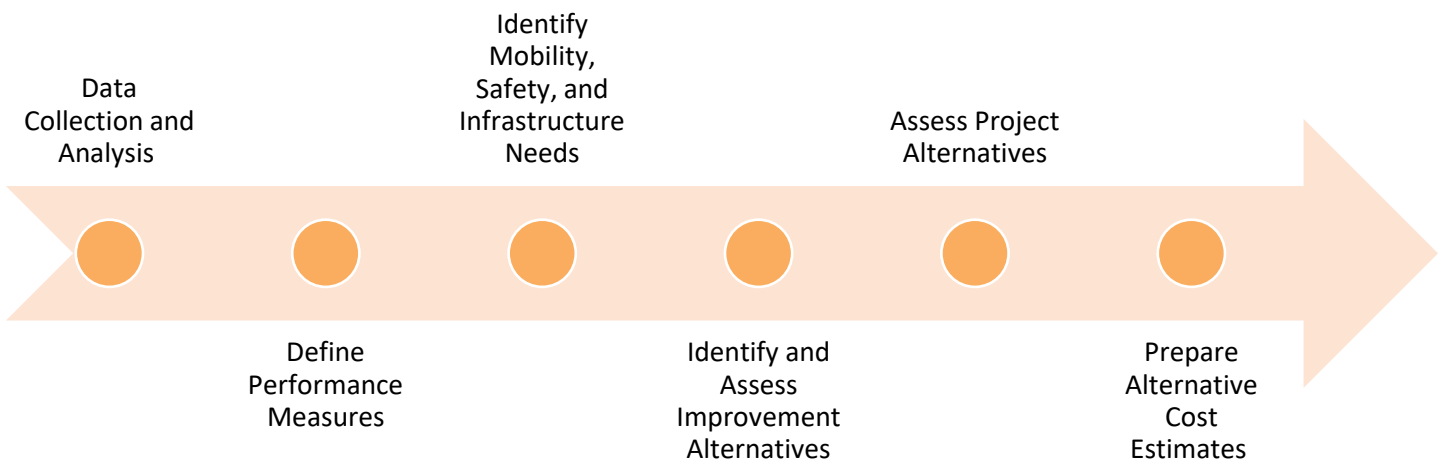 Data
Collection and
Analysis
Define
Performance
Measures
Identify
Mobility,
Safety, and
Infrastructure
Needs
Identify and
Assess
Improvement
Alternatives
Assess Project
Alternatives
Prepare
Alternative
Cost
Estimates